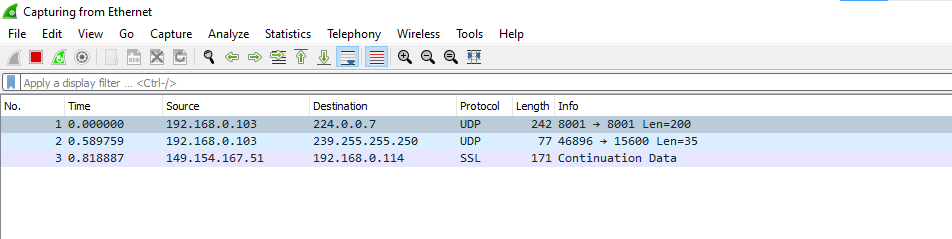 Capturing from Ethernet
File Edit View Go Capture Analyze Statistics Telephony Wireless Tools Help
Apply a display filter ... <Ctrl-/>
No. Time Source Destination Protocol Length Info
1 0.000000 192.168.0.103 224.0.0.7 UDP 242 8001 → 8001 Len=200
2 0.589759 192.168.0.103 239.255.255.250 UDP 77 46896 → 15600 Len=35
3 0.818887 149.154.167.51 192.168.0.114 SSL 171 Continuation Data